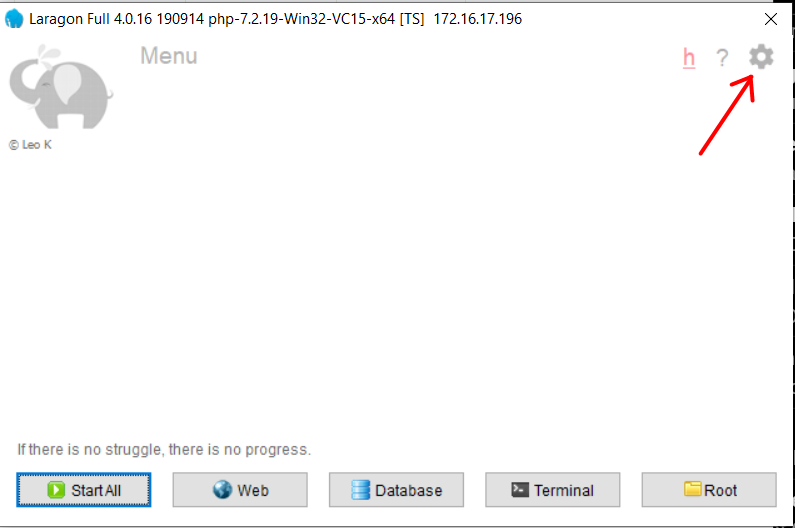 Laragon Full 4.0.16 190914 php-7.2.19-Win32-VC15-x64 [TS]  172.16.17.196
Menu
h ?
© Leo K
If there is no struggle, there is no progress.
Start All Web Database Terminal Root